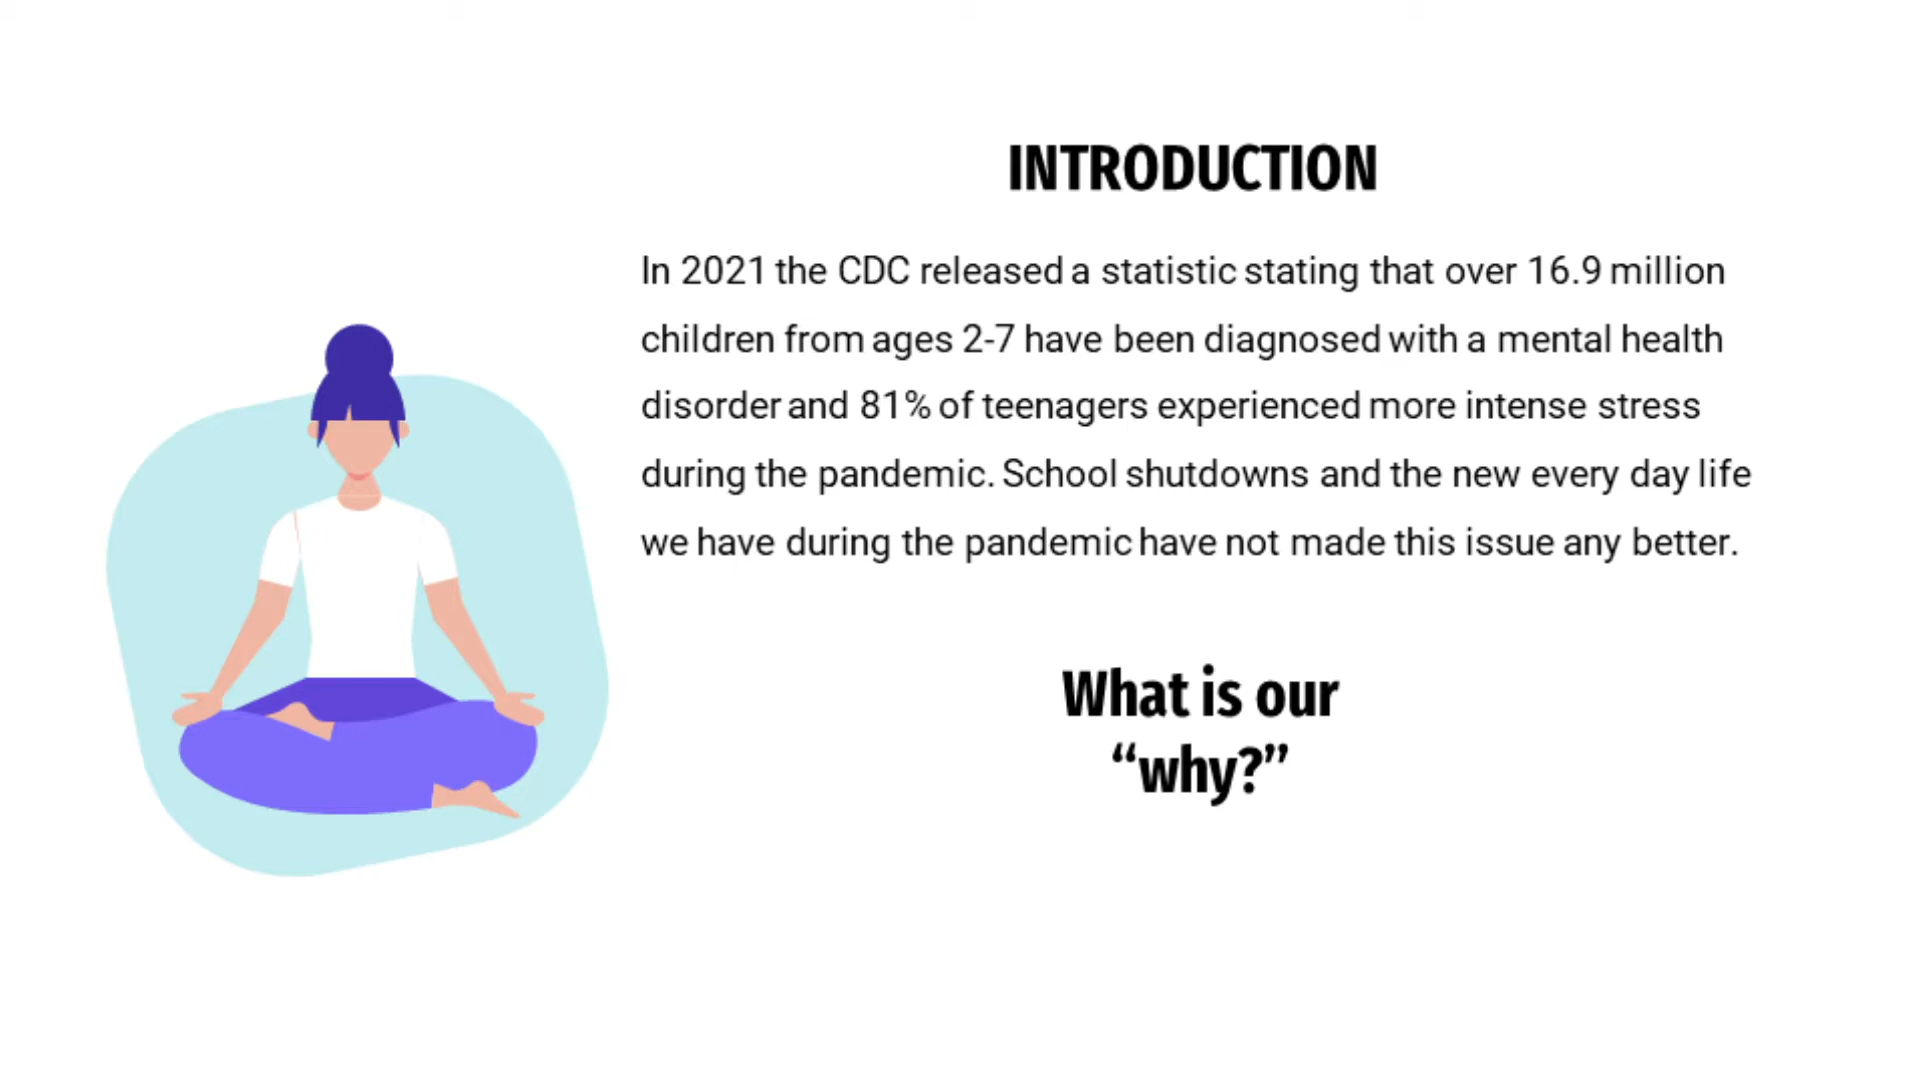 INTRODUCTION
In 2021 the CDC released a statistic stating that over 16.9 million
children from ages 2-7 have been diagnosed with a mental health
disorder and 81% of teenagers experienced more intense stress
during the pandemic. School shutdowns and the new every day life
we have during the pandemic have not made this issue any better.
What is our
“why?”